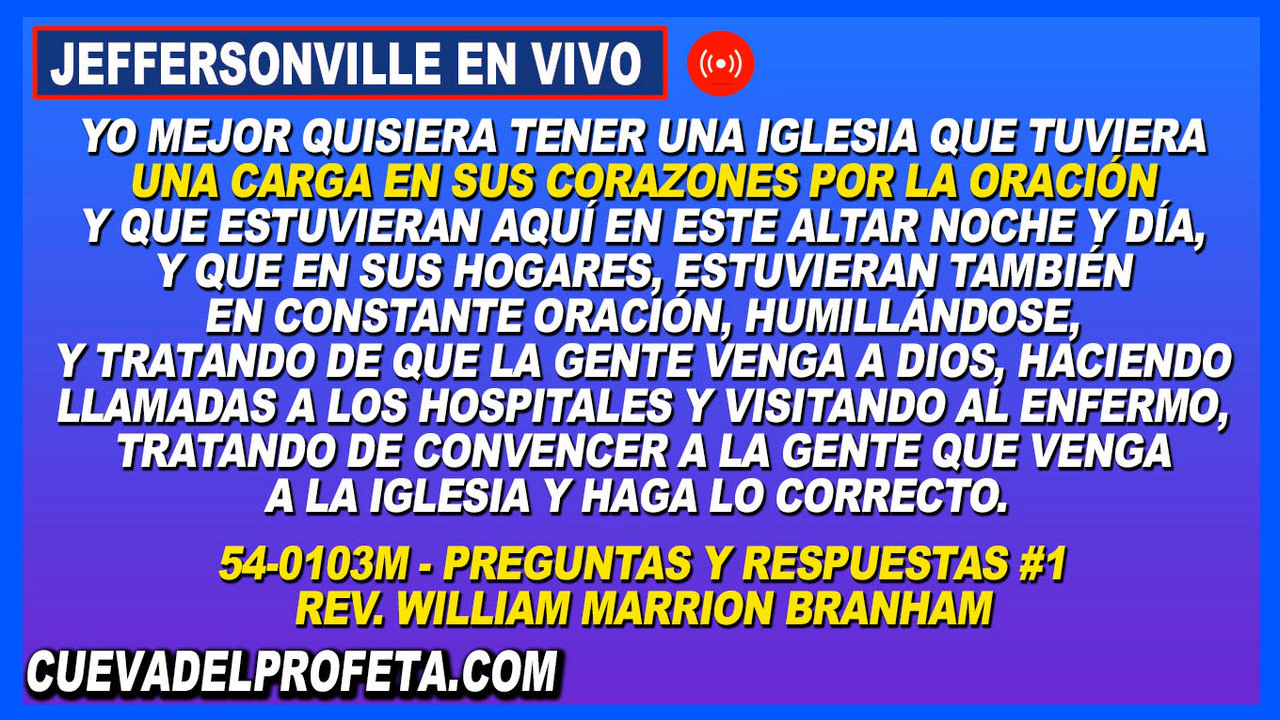 JEFFERSONVILLE EN VIVO
YO MEJOR QUISIERA TENER UNA IGLESIA QUE TUVIERA
UNA CARGA EN SUS CORAZONES POR LA ORACIÓN
Y QUE ESTUVIERAN AQUÍ EN ESTE ALTAR NOCHE Y DÍA,
Y QUE EN SUS HOGARES, ESTUVIERAN TAMBIÉN
EN CONSTANTE ORACIÓN, HUMILLÁNDOSE,
Y TRATANDO DE QUE LA GENTE VENGA A DIOS, HACIENDO
LLAMADAS A LOS HOSPITALES Y VISITANDO AL ENFERMO,
TRATANDO DE CONVENCER A LA GENTE QUE VENGA
A LA IGLESIA Y HAGA LO CORRECTO.
54-0103M - PREGUNTAS Y RESPUESTAS #1
REV. WILLIAM MARRION BRANHAM
CUEVADELPROFETA.COM